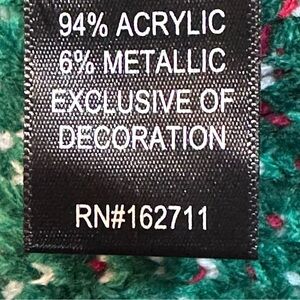 94% ACRYLIC
6% METALLIC
EXCLUSIVE OF
DECORATION
RN#162711